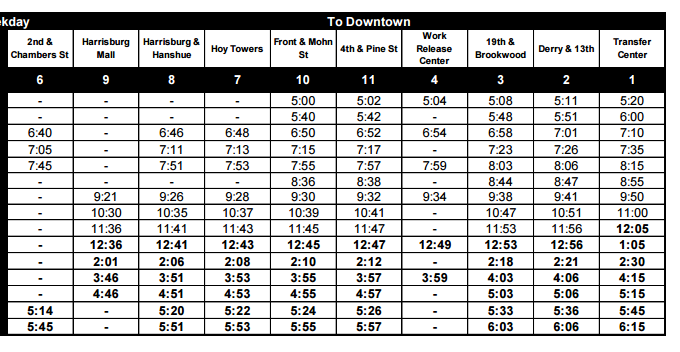 kday To Downtown
2nd & Chambers St Harrisburg Mall Harrisburg & Hanshue Hoy Towers Front & Mohn St 4th & Pine St Work Release Center 19th & Brookwood Derry & 13th Transfer Center
6 9 8 7 10 11 4 3 2 1
- - - - 5:00 5:02 5:04 5:08 5:11 5:20
- - - - 5:40 5:42 - 5:48 5:51 6:00
6:40 - 6:46 6:48 6:50 6:52 6:54 6:58 7:01 7:10
7:05 - 7:11 7:13 7:15 7:17 - 7:23 7:26 7:35
7:45 - 7:51 7:53 7:55 7:57 7:59 8:03 8:06 8:15
- - - - 8:36 8:38 - 8:44 8:47 8:55
- 9:21 9:26 9:28 9:30 9:32 9:34 9:38 9:41 9:50
- 10:30 10:35 10:37 10:39 10:41 - 10:47 10:51 11:00
- 11:36 11:41 11:43 11:45 11:47 - 11:53 11:56 12:05
- 12:36 12:41 12:43 12:45 12:47 12:49 12:53 12:56 1:05
- 2:01 2:06 2:08 2:10 2:12 - 2:18 2:21 2:30
- 3:46 3:51 3:53 3:55 3:57 3:59 4:03 4:06 4:15
- 4:46 4:51 4:53 4:55 4:57 - 5:03 5:06 5:15
5:14 - 5:20 5:22 5:24 5:26 - 5:33 5:36 5:45
5:45 - 5:51 5:53 5:55 5:57 - 6:03 6:06 6:15